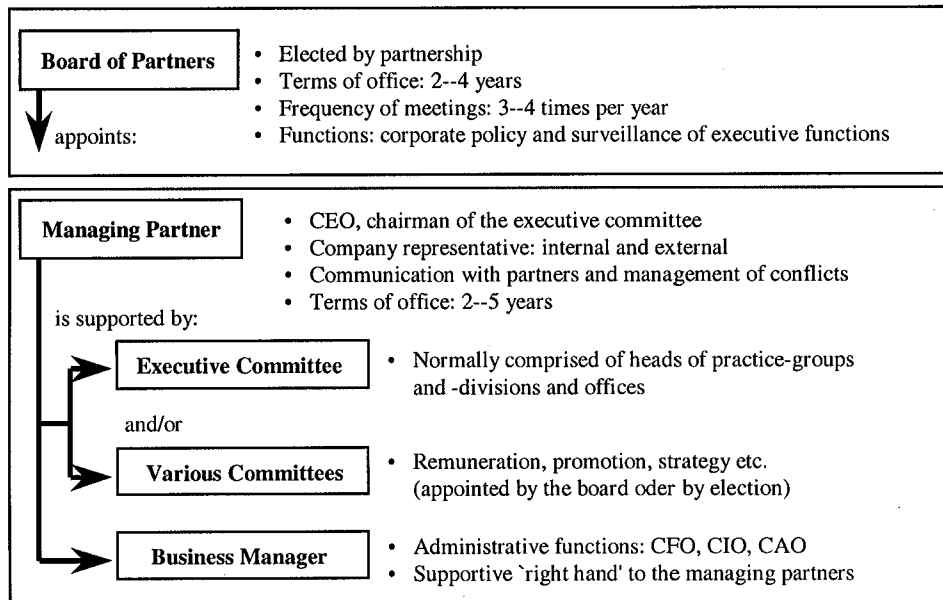 Board of Partners
• Elected by partnership
• Terms of office: 2--4 years
• Frequency of meetings: 3--4 times per year
• Functions: corporate policy and surveillance of executive functions
appoints:
Managing Partner
• CEO, chairman of the executive committee
• Company representative: internal and external
• Communication with partners and management of conflicts
• Terms of office: 2--5 years
is supported by:
Executive Committee
• Normally comprised of heads of practice-groups
and -divisions and offices
and/or
Various Committees
• Remuneration, promotion, strategy etc.
(appointed by the board oder by election)
Business Manager
• Administrative functions: CFO, CIO, CAO
• Supportive `right hand' to the managing partners